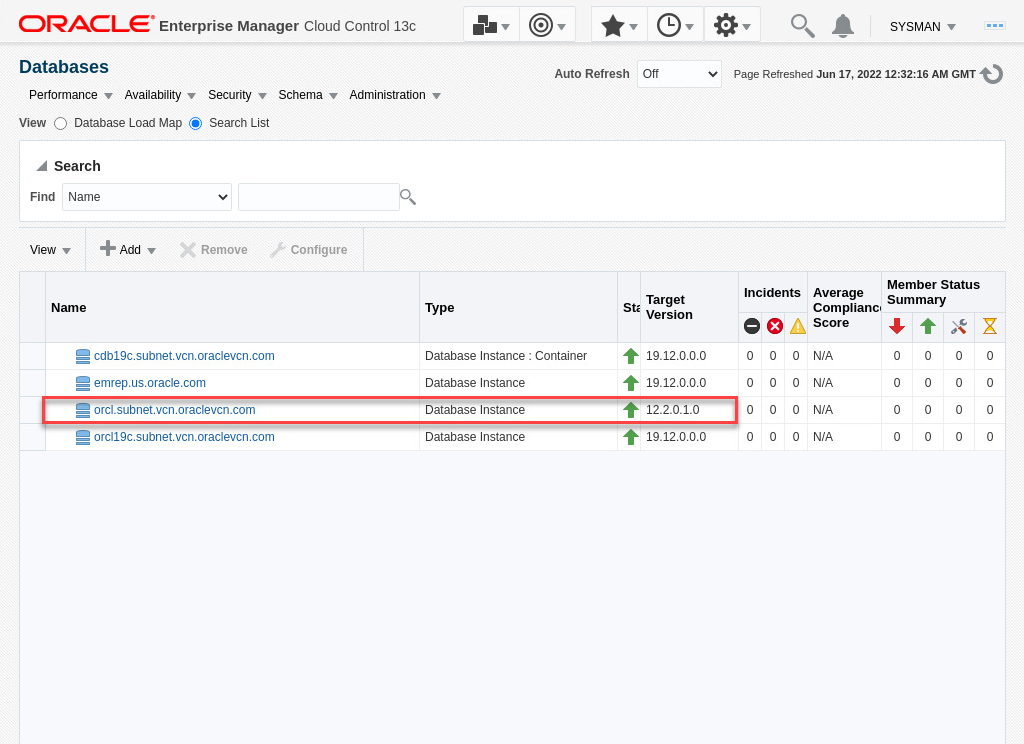 ORACLE Enterprise Manager Cloud Control 13c
SYSMAN
Databases
Auto Refresh Off Page Refreshed Jun 17, 2022 12:32:16 AM GMT
Performance Availability Security Schema Administration
View Database Load Map Search List
Search
Find Name
View Add Remove Configure
Name Type Sta Target Version Incidents Average Compliance Score Member Status Summary
cdb19c.subnet.vcn.oraclevcn.com Database Instance : Container 19.12.0.0.0 0 0 0 N/A 0 0 0 0
emrep.us.oracle.com Database Instance 19.12.0.0.0 0 0 0 N/A 0 0 0 0
orcl.subnet.vcn.oraclevcn.com Database Instance 12.2.0.1.0 0 0 0 N/A 0 0 0 0
orcl19c.subnet.vcn.oraclevcn.com Database Instance 19.12.0.0.0 0 0 0 N/A 0 0 0 0